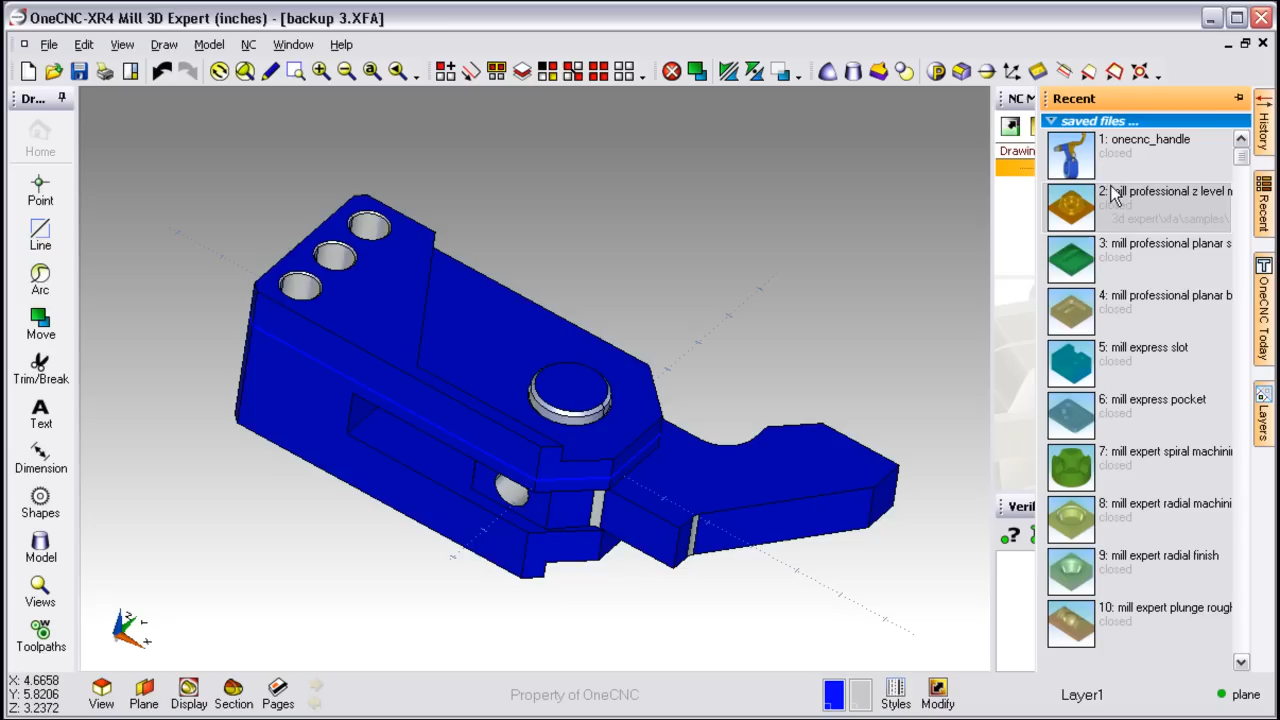 OneCNC-XR4 Mill 3D Expert (inches) - [backup 3.XFA]
File Edit View Draw Model NC Window Help
Dr...
NC M
Recent
saved files ...
Home
Point
Line
Arc
Move
Trim/Break
Text
Dimension
Shapes
Model
Views
Toolpaths
Drawin
Verif
1: onecnc_handle
closed
2: mill professional z level
closed
3d expert\xfa\samples\
3: mill professional planar s
closed
4: mill professional planar b
closed
5: mill express slot
closed
6: mill express pocket
closed
7: mill expert spiral machini
closed
8: mill expert radial machini
closed
9: mill expert radial finish
closed
10: mill expert plunge rough
closed
History
Recent
OneCNC Today
Layers
X: 4.6658
Y: 5.8206
Z: 3.2372
View Plane Display Section Pages
Property of OneCNC
Styles Modify
Layer1
plane